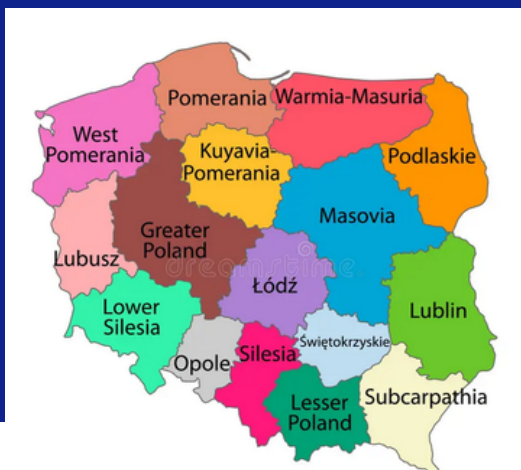 Pomerania
Warmia-Masuria
West
Pomerania
Kuyavia-
Pomerania
Podlaskie
Masovia
Greater
Poland
Lubusz
dreamstime
Łódź
Lower
Silesia
Lublin
Opole
Silesia
Świętokrzyskie
Lesser
Poland
Subcarpathia